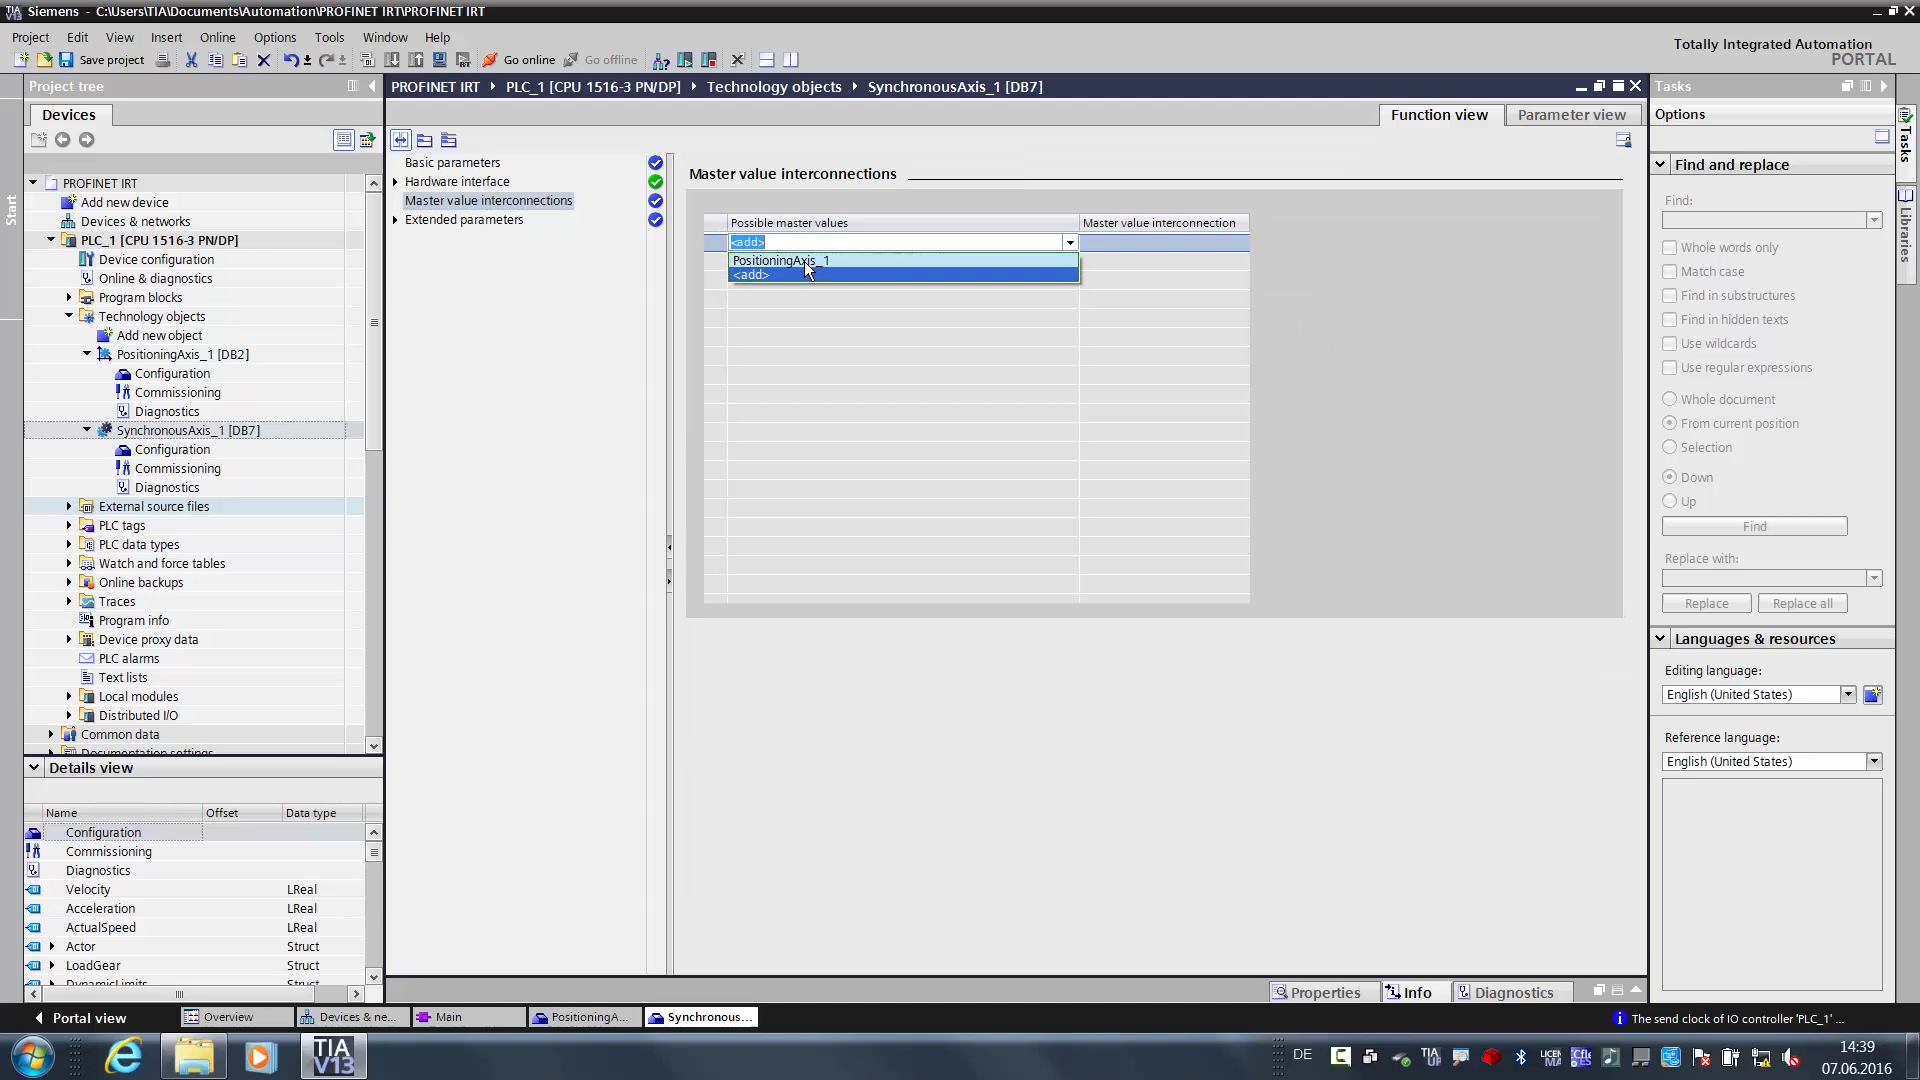 Siemens - C:\Users\TIA\Documents\Automation\PROFINET IRT\PROFINET IRT
Project Edit View Insert Online Options Tools Window Help
Totally Integrated Automation
PORTAL
Save project Go online Go offline
Project tree
PROFINET IRT PLC_1 [CPU 1516-3 PN/DP] Technology objects SynchronousAxis_1 [DB7]
Tasks
Devices
Function view Parameter view
Options
Start
Basic parameters
Hardware interface
Master value interconnections
Extended parameters
Master value interconnections
Possible master values Master value interconnection
<add>
PositioningAxis_1
<add>
PROFINET IRT
Add new device
Devices & networks
PLC_1 [CPU 1516-3 PN/DP]
Device configuration
Online & diagnostics
Program blocks
Technology objects
Add new object
PositioningAxis_1 [DB2]
Configuration
Commissioning
Diagnostics
SynchronousAxis_1 [DB7]
Configuration
Commissioning
Diagnostics
External source files
PLC tags
PLC data types
Watch and force tables
Online backups
Traces
Program info
Device proxy data
PLC alarms
Text lists
Local modules
Distributed I/O
Common data
Documentation settings
Details view
Name Offset Data type
Configuration
Commissioning
Diagnostics
Velocity LReal
Acceleration LReal
ActualSpeed LReal
Actor Struct
LoadGear Struct
DynamicLimits Struct
Find and replace
Find:
Whole words only
Match case
Find in substructures
Find in hidden texts
Use wildcards
Use regular expressions
Whole document
From current position
Selection
Down
Up
Find
Replace with:
Replace Replace all
Languages & resources
Editing language:
English (United States)
Reference language:
English (United States)
Tasks
Libraries
Properties Info Diagnostics
Portal view Overview Devices & ne... Main PositioningA... Synchronous...
The send clock of IO controller 'PLC_1' ...
TIA
V13
DE
14:39
07.06.2016